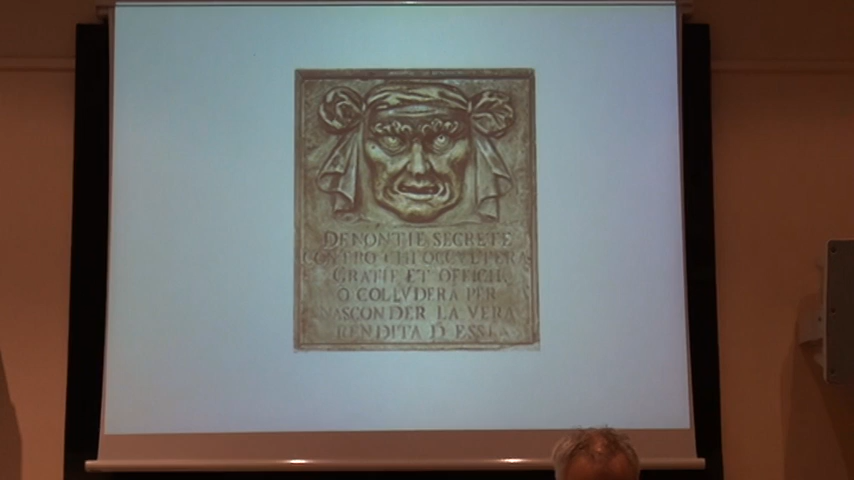 DENONTIE SECRETE
CONTRO CHI OCCVLTERA
GRATIE ET OFFICII,
O COLLVDERA PER
NASCONDER LA VERA
RENDITA D ESSI